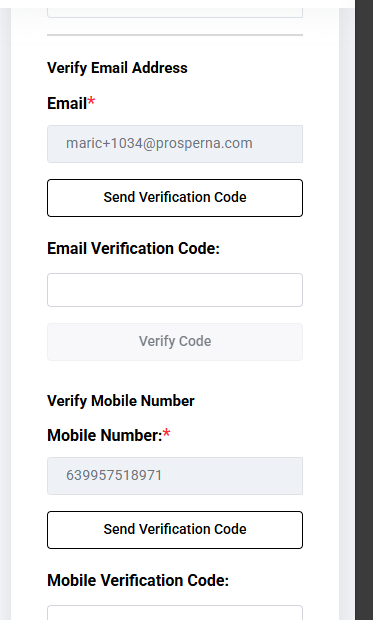 Verify Email Address
Email*
maric+1034@prosperna.com
Send Verification Code
Email Verification Code:
Verify Code
Verify Mobile Number
Mobile Number:*
639957518971
Send Verification Code
Mobile Verification Code: